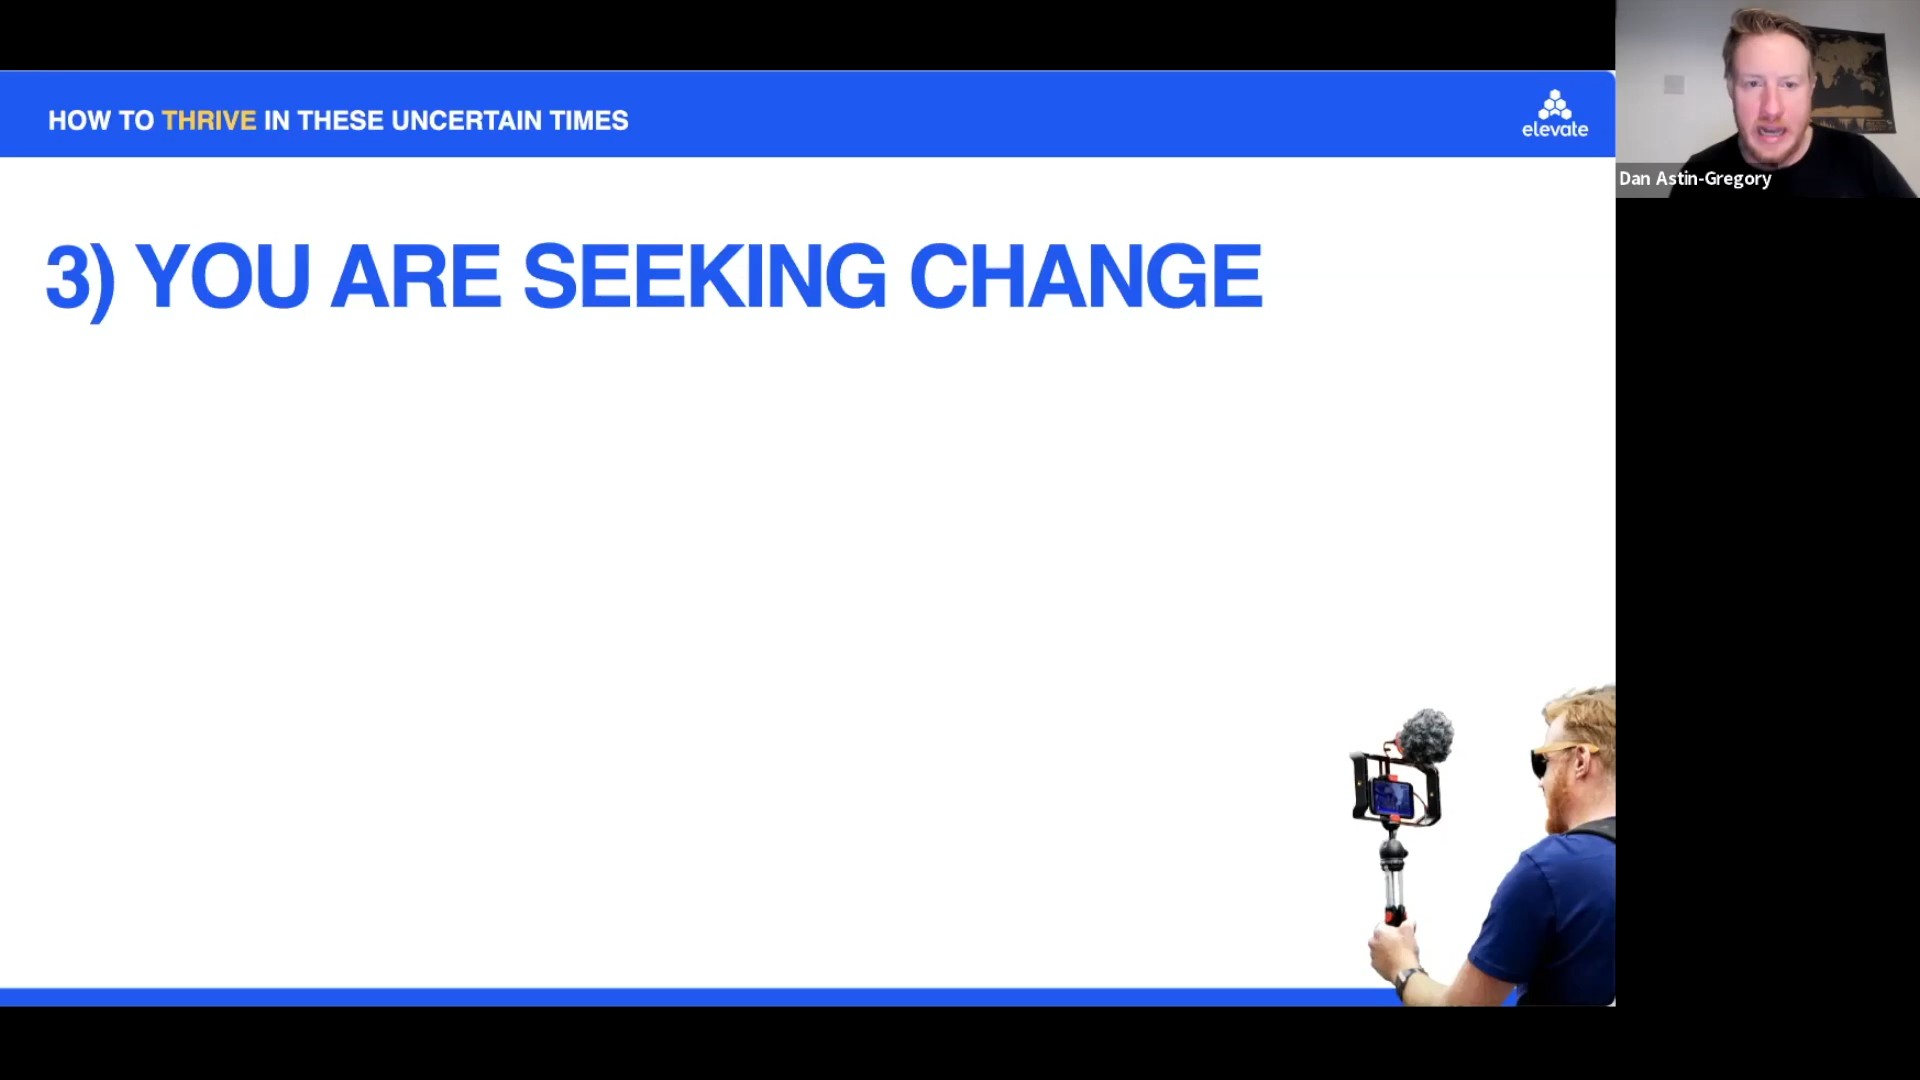 HOW TO THRIVE IN THESE UNCERTAIN TIMES
elevate
Dan Astin-Gregory
3) YOU ARE SEEKING CHANGE